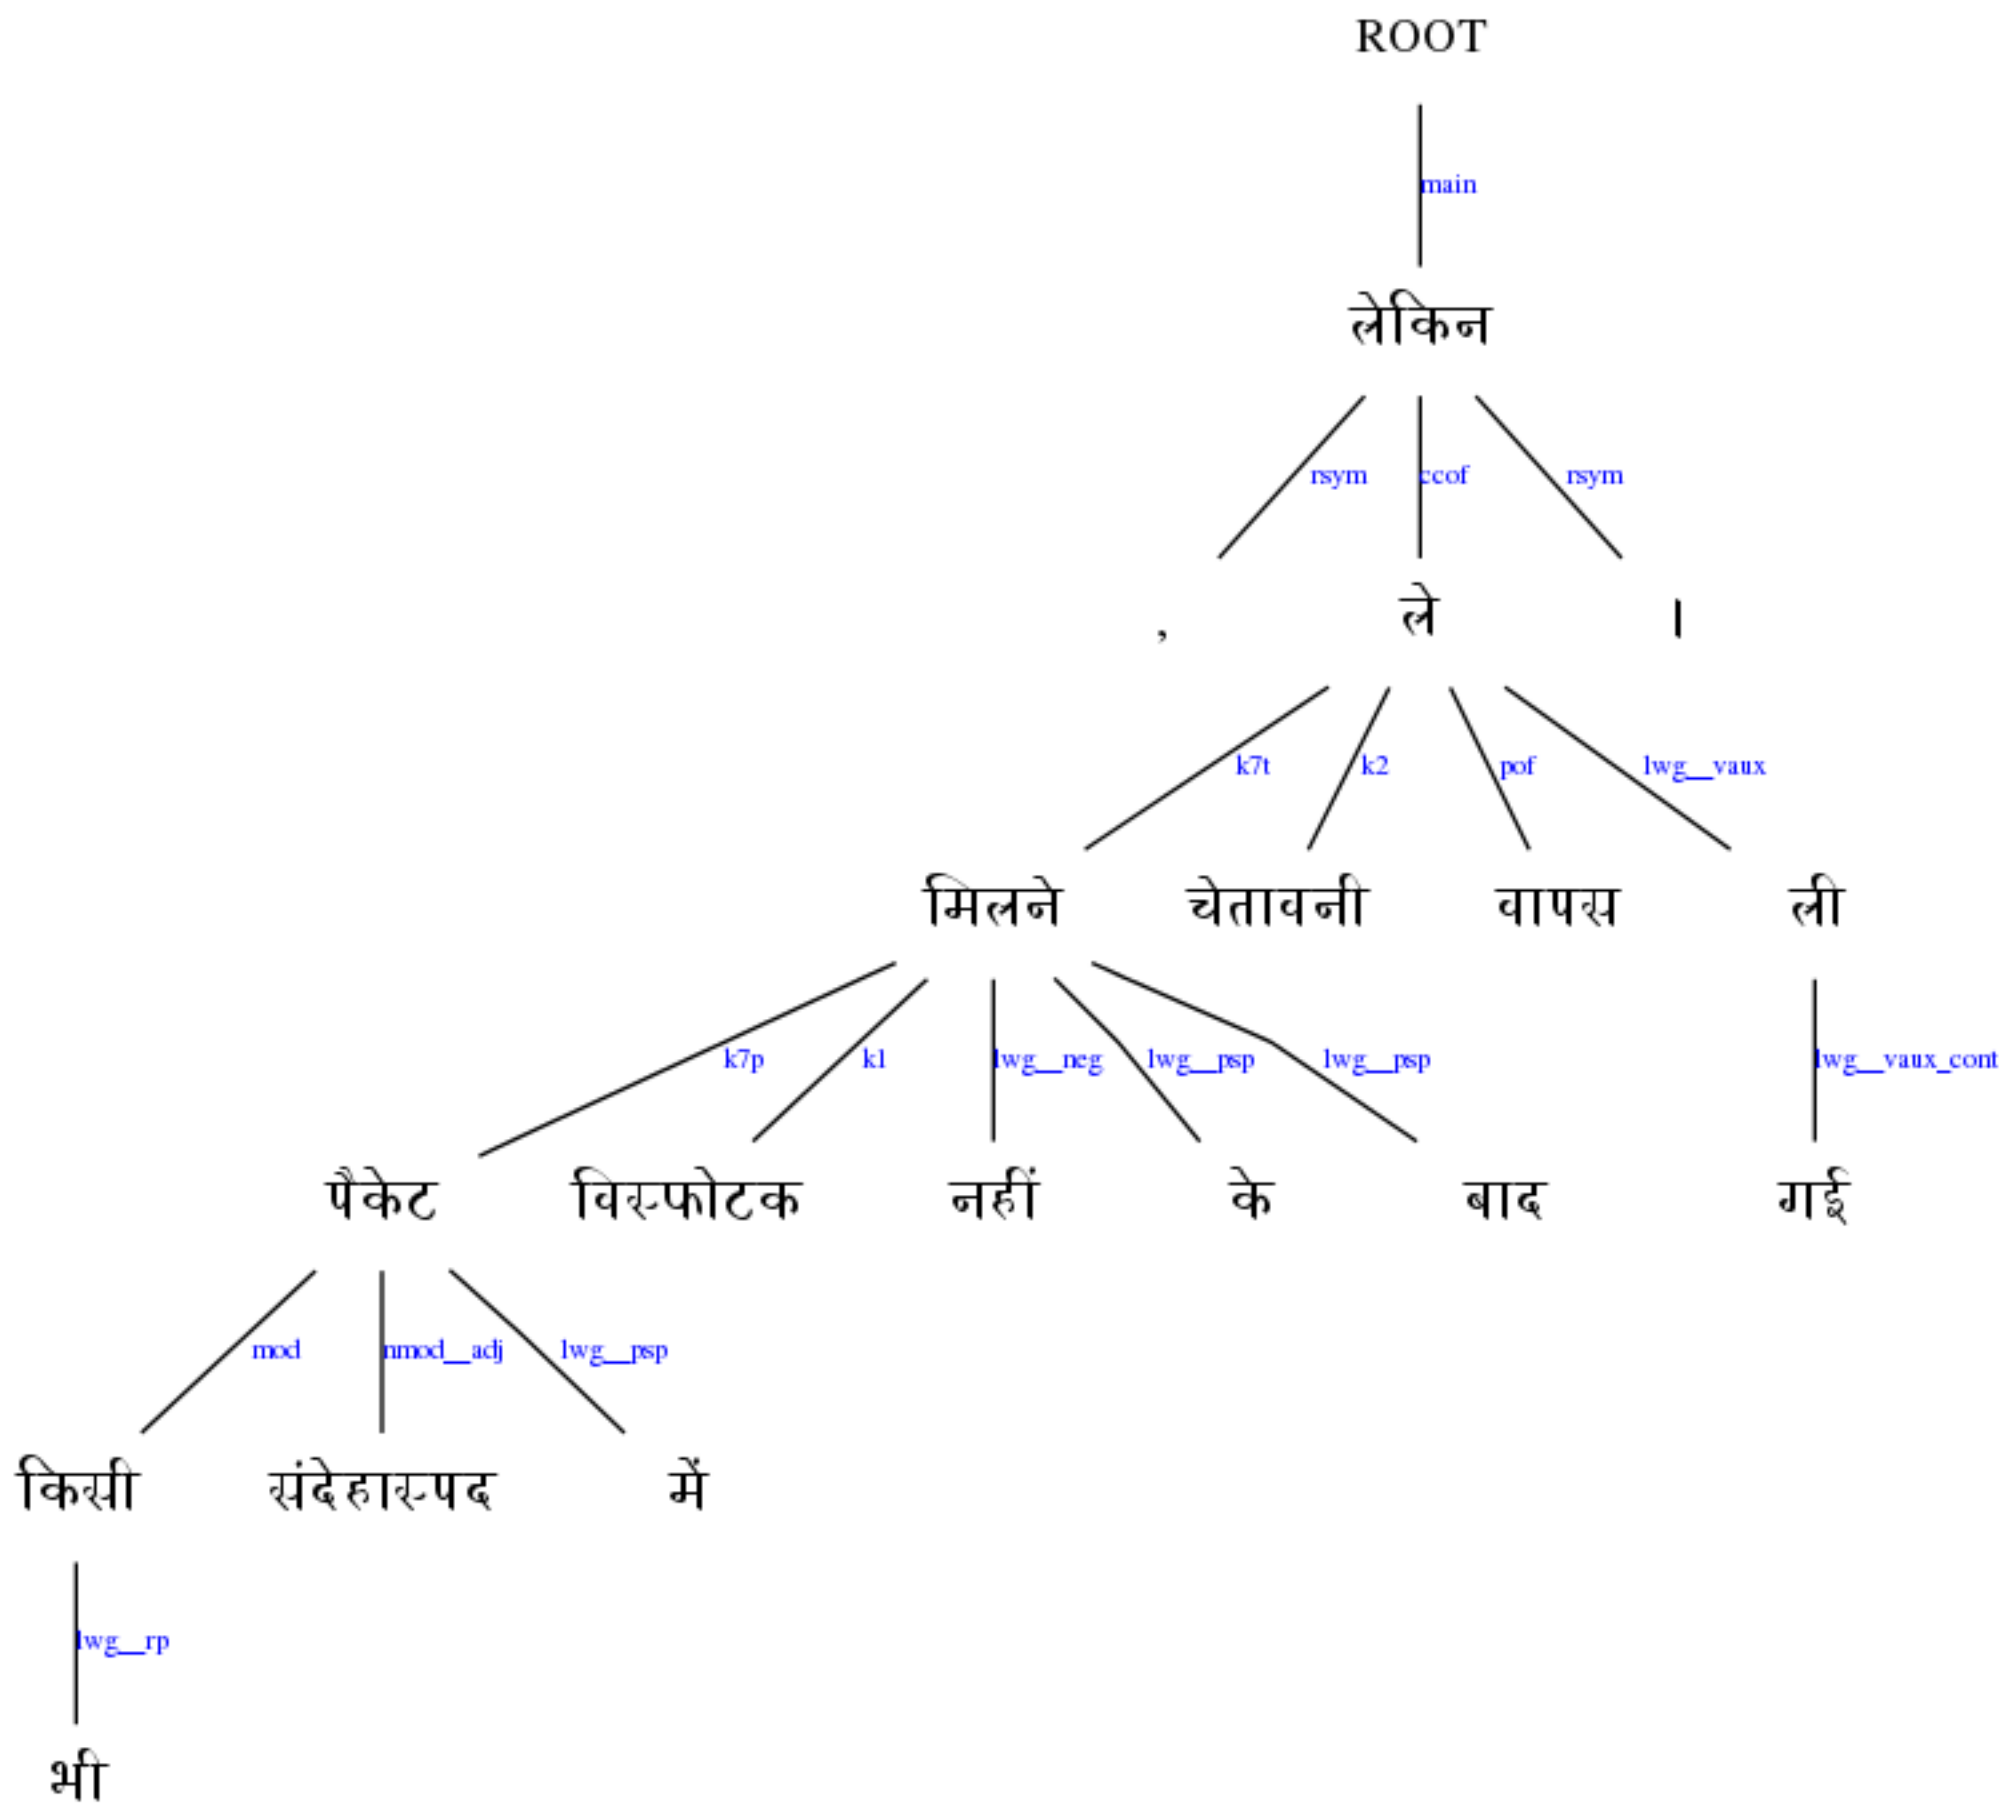 ROOT
main
लेकिन
rsym ccof rsym
, ले ।
k7t k2 pof lwg__vaux
मिलने चेतावनी वापस ली
k7p k1 lwg__neg lwg__psp lwg__psp lwg__vaux_cont
पैकेट विस्फोटक नहीं के बाद गई
mod nmod__adj lwg__psp
किसी संदेहास्पद में
lwg__rp
भी